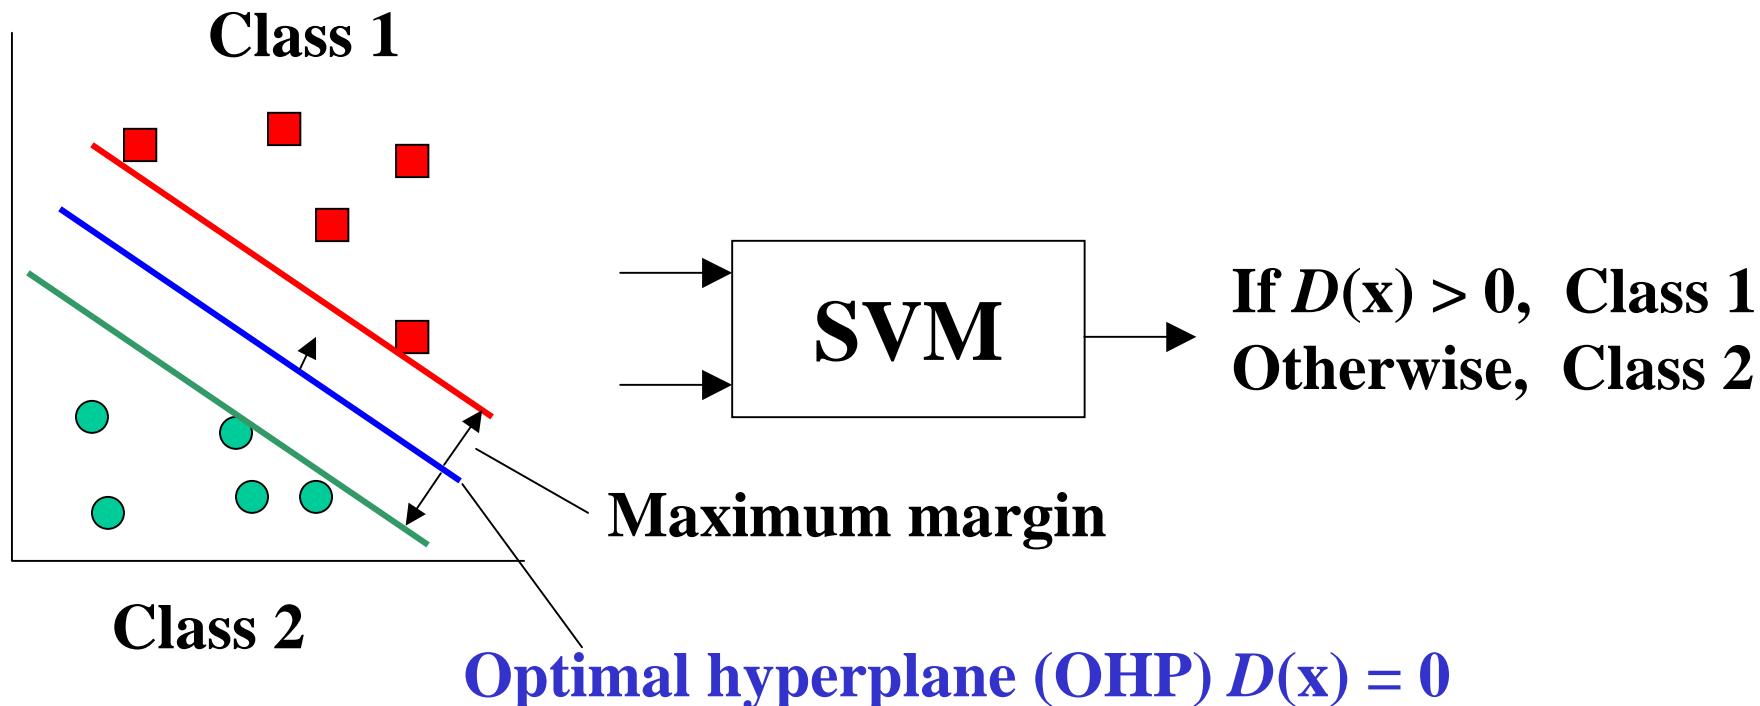 Class 1
SVM
If D(x) > 0, Class 1
Otherwise, Class 2
Maximum margin
Class 2
Optimal hyperplane (OHP) D(x) = 0